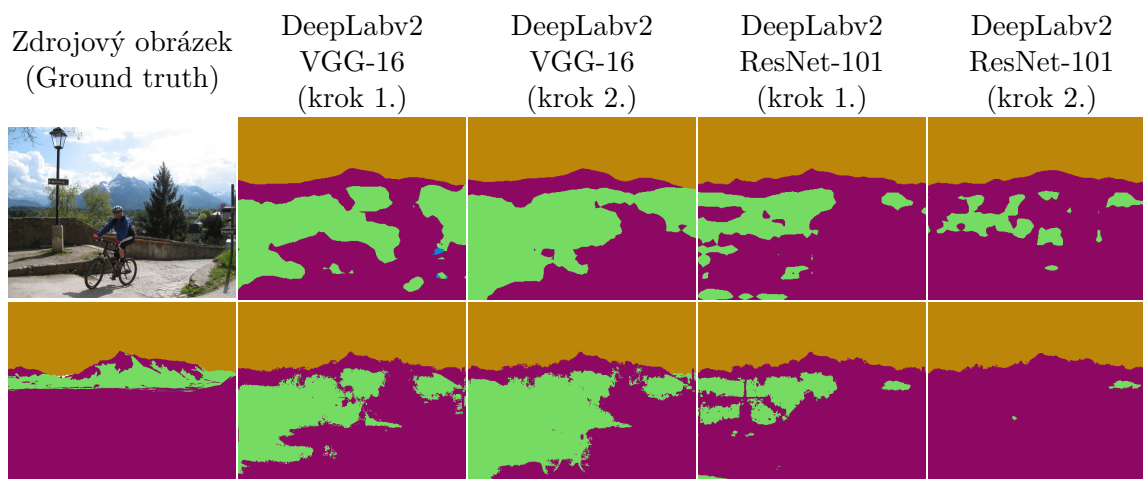 Zdrojový obrázek
(Ground truth)
DeepLabv2
VGG-16
(krok 1.)
DeepLabv2
VGG-16
(krok 2.)
DeepLabv2
ResNet-101
(krok 1.)
DeepLabv2
ResNet-101
(krok 2.)